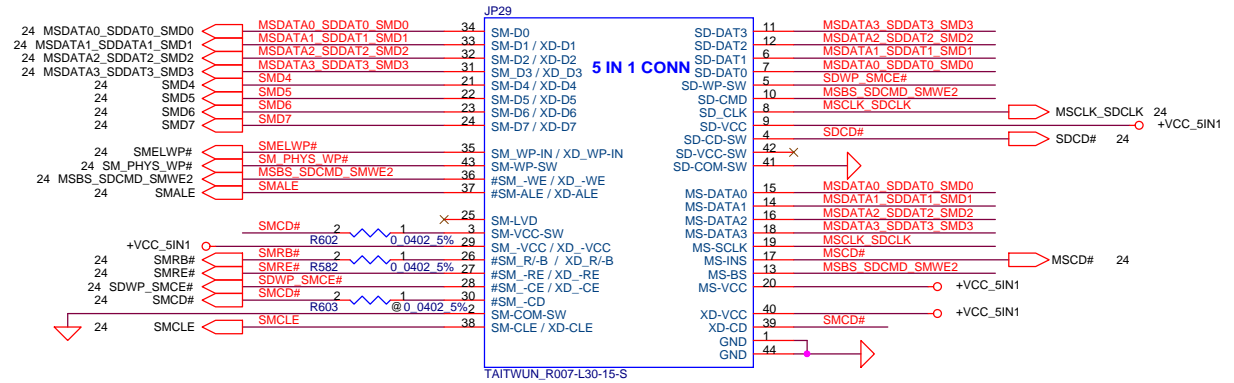 JP29
24 MSDATA0_SDDAT0_SMD0 MSDATA0_SDDAT0_SMD0 34 SM-D0 SD-DAT3 11 MSDATA3_SDDAT3_SMD3
24 MSDATA1_SDDATA1_SMD1 MSDATA1_SDDAT1_SMD1 33 SM-D1 / XD-D1 SD-DAT2 12 MSDATA2_SDDAT2_SMD2
24 MSDATA2_SDDAT2_SMD2 MSDATA2_SDDAT2_SMD2 32 SM-D2 / XD-D2 SD-DAT1 6 MSDATA1_SDDAT1_SMD1
24 MSDATA3_SDDAT3_SMD3 MSDATA3_SDDAT3_SMD3 31 SM_D3 / XD_D3 5 IN 1 CONN SD-DAT0 7 MSDATA0_SDDAT0_SMD0
24 SMD4 SMD4 21 SM-D4 / XD-D4 SD-WP-SW 5 SDWP_SMCE#
24 SMD5 SMD5 22 SM-D5 / XD-D5 SD-CMD 10 MSBS_SDCMD_SMWE2
24 SMD6 SMD6 23 SM-D6 / XD-D6 SD_CLK 8 MSCLK_SDCLK MSCLK_SDCLK 24
24 SMD7 SMD7 24 SM-D7 / XD-D7 SD-VCC 9 +VCC_5IN1
SD-CD-SW 4 SDCD# SDCD# 24
24 SMELWP# SMELWP# 35 SM_WP-IN / XD_WP-IN SD-VCC-SW 42
24 SM_PHYS_WP# SM_PHYS_WP# 43 SM-WP-SW SD-COM-SW 41
24 MSBS_SDCMD_SMWE2 MSBS_SDCMD_SMWE2 36 #SM_-WE / XD_-WE
24 SMALE SMALE 37 #SM-ALE / XD-ALE MS-DATA0 15 MSDATA0_SDDAT0_SMD0
MS-DATA1 14 MSDATA1_SDDAT1_SMD1
25 SM-LVD MS-DATA2 16 MSDATA2_SDDAT2_SMD2
SMCD# 2 1 3 SM-VCC-SW MS-DATA3 18 MSDATA3_SDDAT3_SMD3
+VCC_5IN1 R602 0_0402_5% 29 SM_-VCC / XD_-VCC MS-SCLK 19 MSCLK_SDCLK
24 SMRB# SMRB# 2 1 26 #SM_R/-B / XD_R/-B MS-INS 17 MSCD# MSCD# 24
24 SMRE# SMRE# R582 0_0402_5% 27 #SM_-RE / XD_-RE MS-BS 13 MSBS_SDCMD_SMWE2
24 SDWP_SMCE# SDWP_SMCE# 28 #SM_-CE / XD_-CE MS-VCC 20 +VCC_5IN1
24 SMCD# SMCD# 2 1 30 #SM_-CD
R603 @0_0402_5% 2 SM-COM-SW XD-VCC 40 +VCC_5IN1
24 SMCLE SMCLE 38 SM-CLE / XD-CLE XD-CD 39 SMCD#
GND 1
GND 44
TAITWUN_R007-L30-15-S